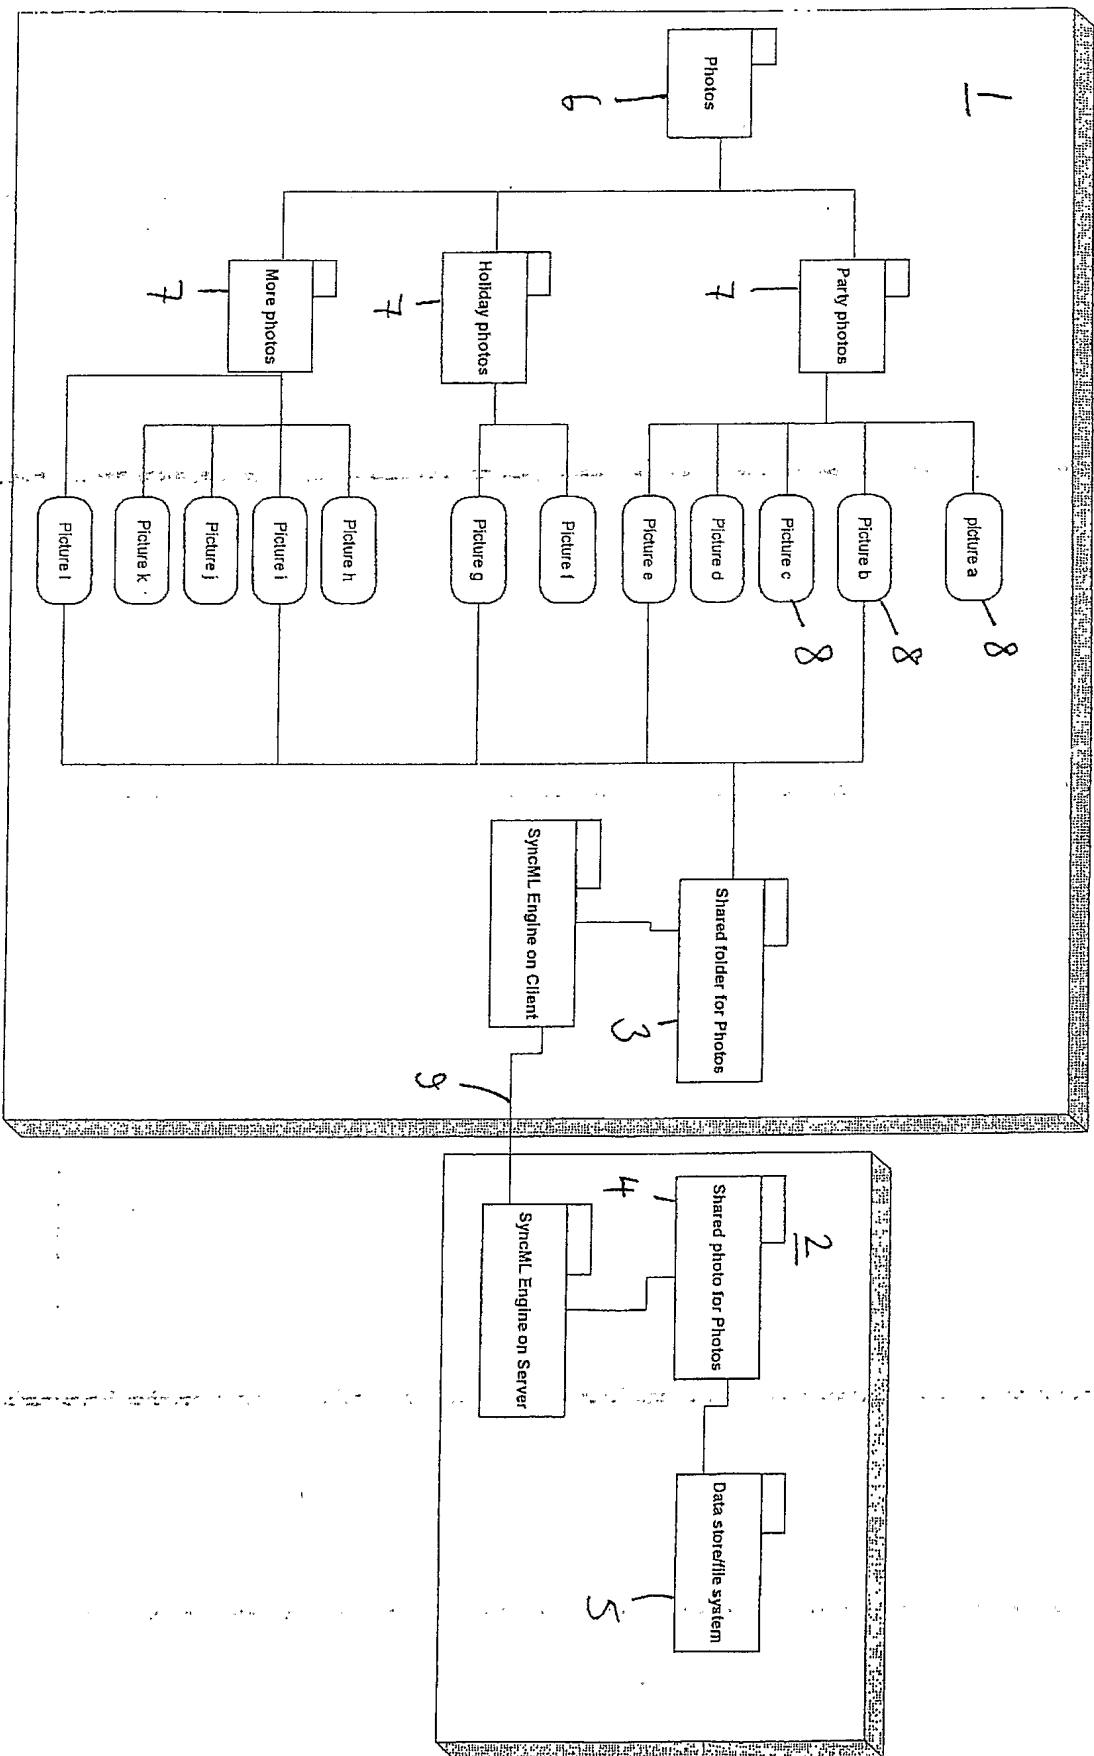 1
Photos
6
Party photos
7
Holiday photos
7
More photos
7
picture a
8
Picture b
8
Picture c
8
Picture d
Picture e
Picture f
Picture g
Picture h
Picture i
Picture j
Picture k
Picture l
Shared folder for Photos
3
SyncML Engine on Client
9
2
Shared photo for Photos
4
SyncML Engine on Server
Data store/file system
5